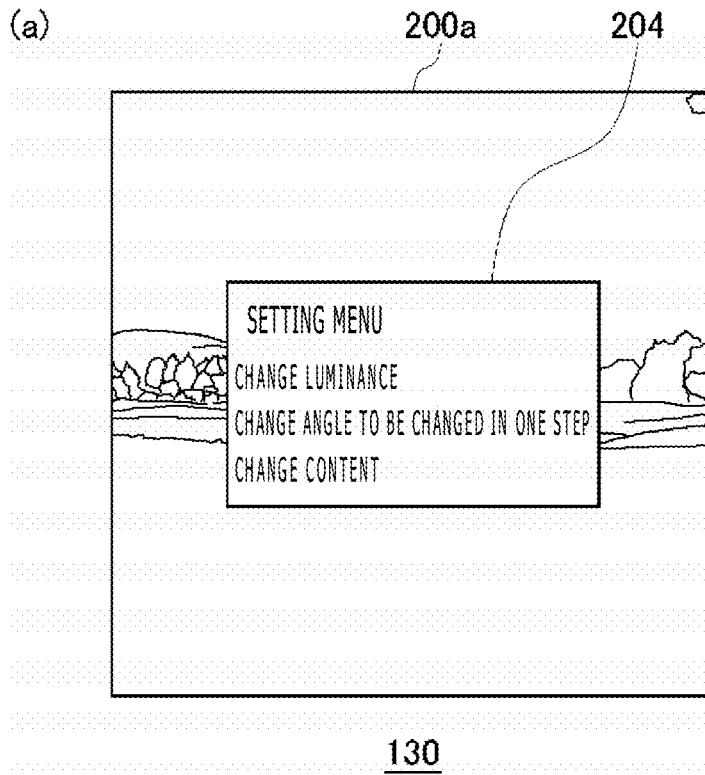 (a)
200a 204
SETTING MENU
CHANGE LUMINANCE
CHANGE ANGLE TO BE CHANGED IN ONE STEP
CHANGE CONTENT
130